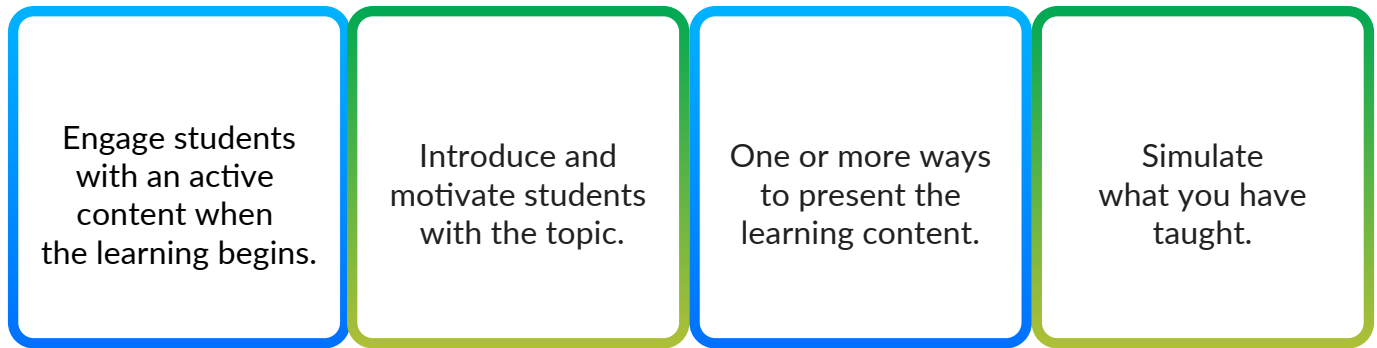 Engage students
with an active
content when
the learning begins.
Introduce and
motivate students
with the topic.
One or more ways
to present the
learning content.
Simulate
what you have
taught.